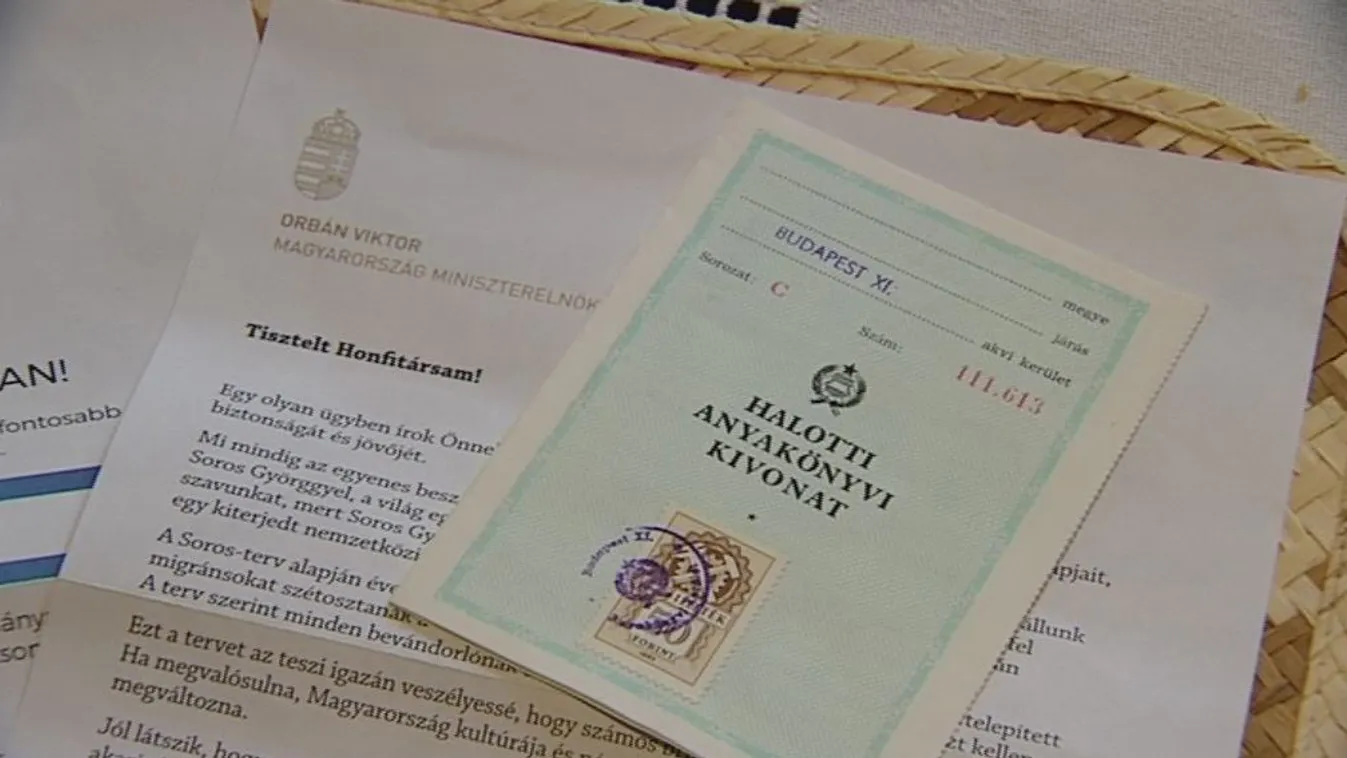 AN!
fontosabb
ORBÁN VIKTOR
MAGYARORSZÁG MINISZTERELNÖK
Tisztelt Honfitársam!
Egy olyan ügyben írok Önne
biztonságát és jövőjét.
Mi mindig az egyenes besz
Soros Györggyel, a világ eg
szavunkat, mert Soros Gy
egy kiterjedt nemzetközi
A Soros-terv alapján éve
migránsokat szétosztaná
A terv szerint minden bevándorlóna
Ezt a tervet az teszi igazán veszélyessé, hogy számos
Ha megvalósulna, Magyarország kultúrája és
megváltozna.
Jól látszik, hog
megye
járás
BUDAPEST XI.
akvi kerület
Sorozat: C
Szám: 111.613
HALOTTI
ANYAKÖNYVI
KIVONAT
Budapest XI.
FORINT
apjait,
állunk
fel
án
telepített
zt kellen